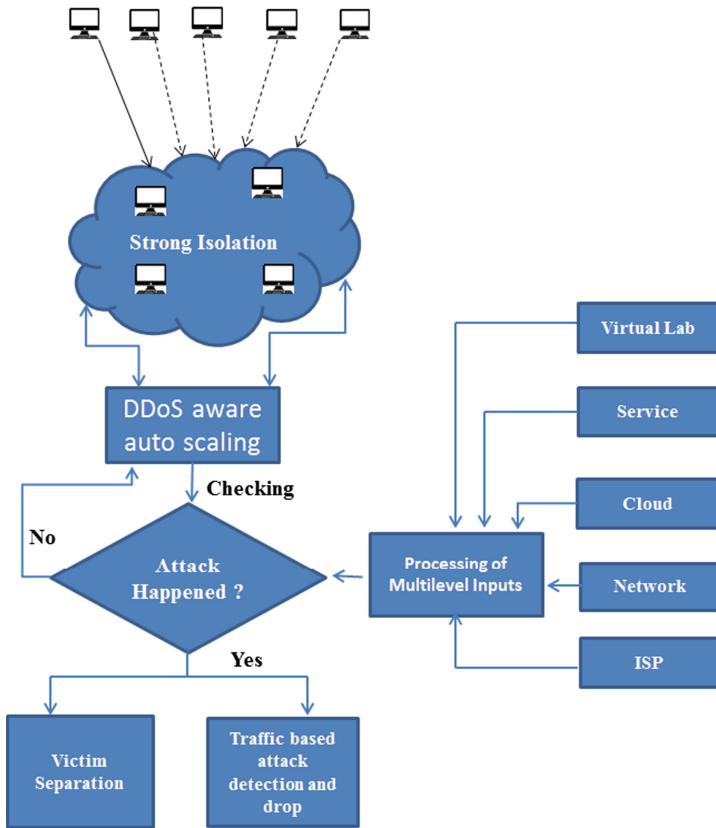 Strong Isolation
DDoS aware
auto scaling
Checking
No
Attack
Happened ?
Yes
Victim
Separation
Traffic based
attack
detection and
drop
Processing of
Multilevel Inputs
Virtual Lab
Service
Cloud
Network
ISP